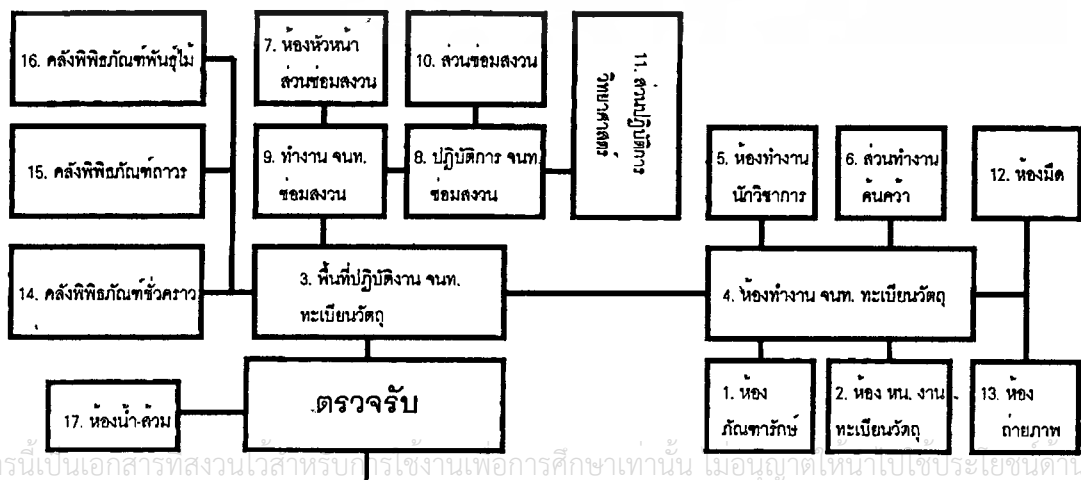 16. คลังพิพิธภัณฑ์พันธุ์ไม้
7. ห้องหัวหน้า
ส่วนซ่อมสงวน
10. ส่วนซ่อมสงวน
11. ส่วนปฏิบัติการ
วิทยาศาสตร์
15. คลังพิพิธภัณฑ์ถาวร
9. ทำงาน จนท.
ซ่อมสงวน
8. ปฏิบัติการ จนท.
ซ่อมสงวน
5. ห้องทำงาน
นักวิชาการ
6. ส่วนทำงาน
ค้นคว้า
12. ห้องมืด
14. คลังพิพิธภัณฑ์ชั่วคราว
3. พื้นที่ปฏิบัติงาน จนท.
ทะเบียนวัตถุ
4. ห้องทำงาน จนท. ทะเบียนวัตถุ
17. ห้องน้ำ-ส้วม
ตรวจรับ
1. ห้อง
ภัณฑารักษ์
2. ห้อง หน. งาน
ทะเบียนวัตถุ
13. ห้อง
ถ่ายภาพ
รนี้เป็นเอกสารที่สงวนไว้สำหรับการใช้งานเพื่อการศึกษาเท่านั้น ไม่อนุญาตให้นำไปใช้ประโยชน์ด้าน